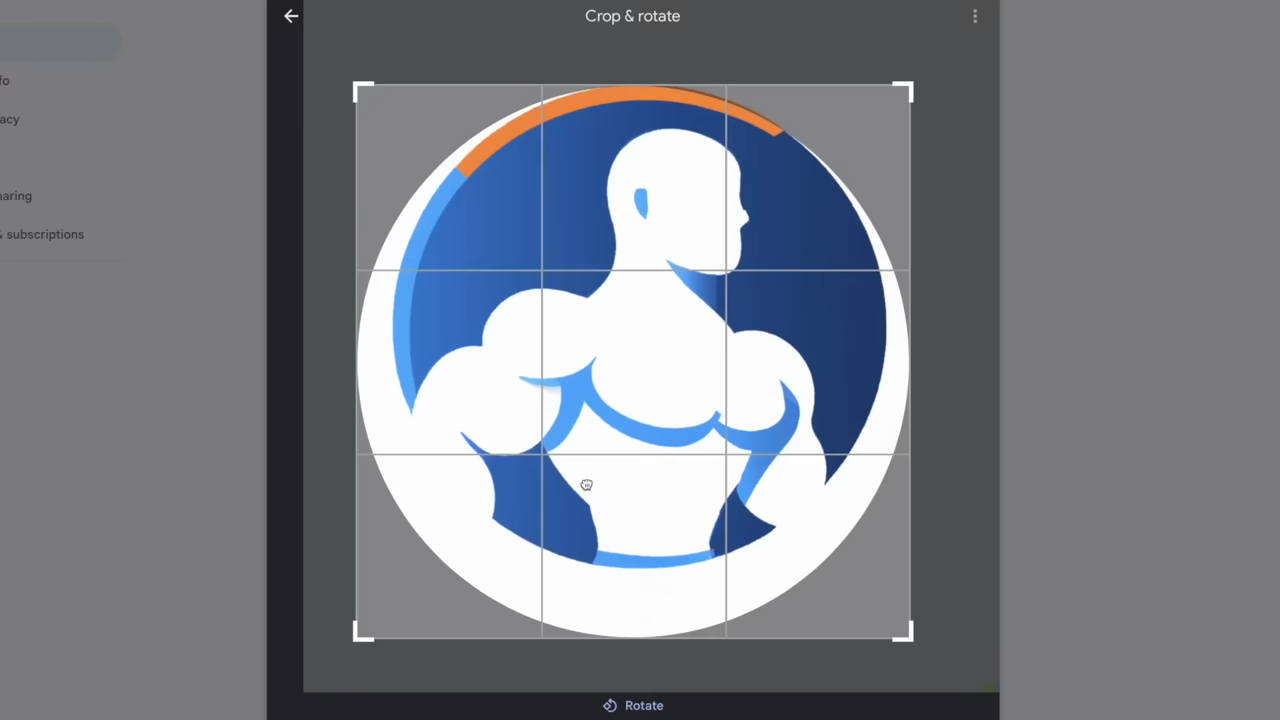 Crop & rotate
fo
acy
haring
& subscriptions
Rotate